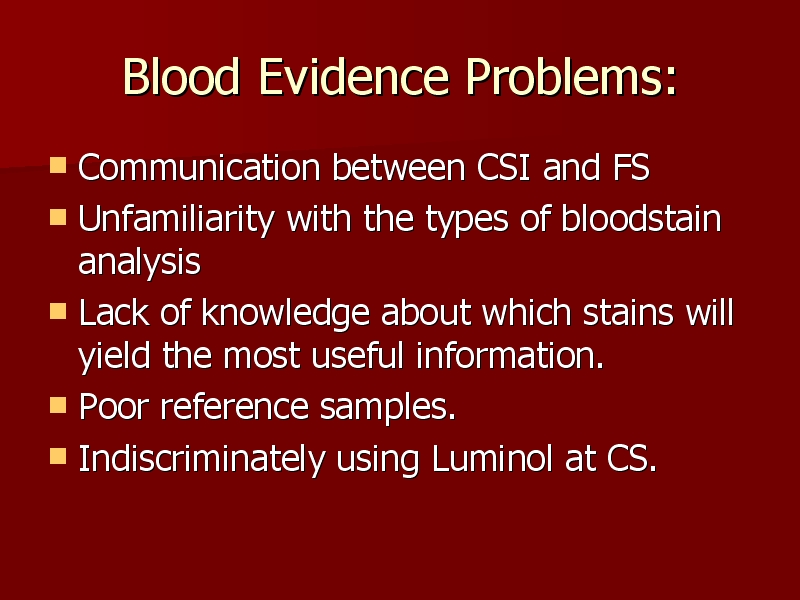 Blood Evidence Problems:
Communication between CSI and FS
Unfamiliarity with the types of bloodstain
analysis
Lack of knowledge about which stains will
yield the most useful information.
Poor reference samples.
Indiscriminately using Luminol at CS.